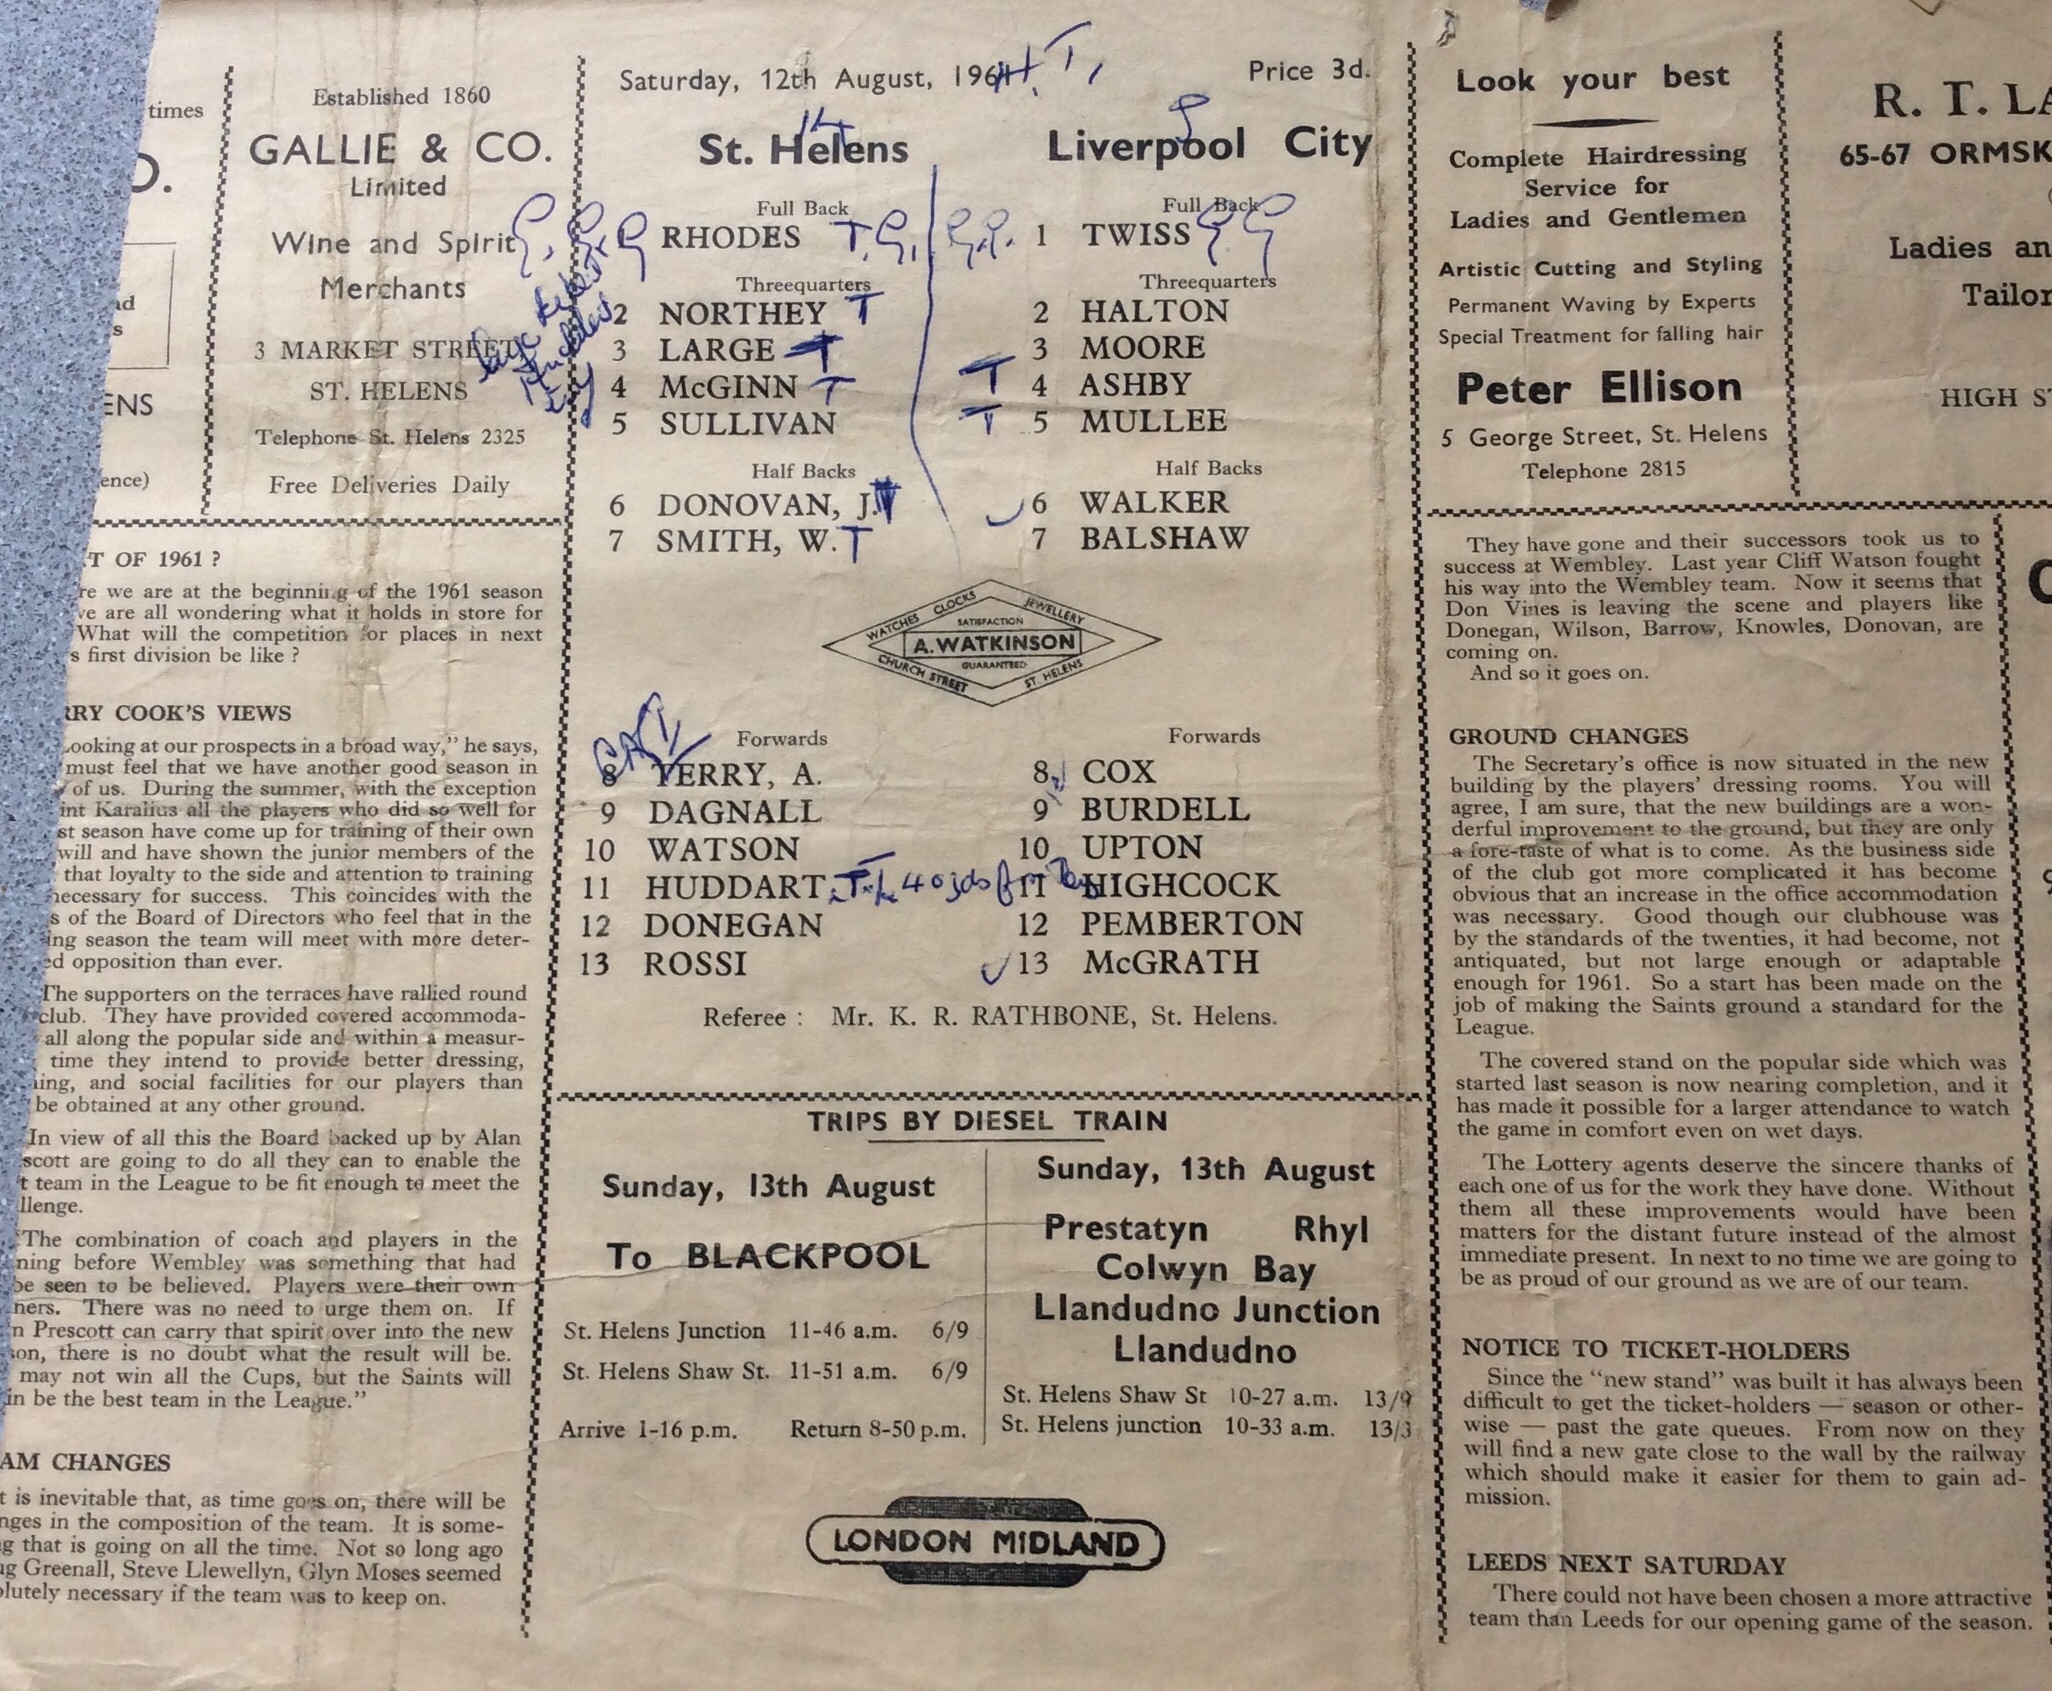 times
O.
ENS
ence)
Established 1860
GALLIE & CO.
Limited
Wine and Spirit
Merchants
3 MARKET STREET
ST. HELENS
Telephone St. Helens 2325
Free Deliveries Daily
T OF 1961 ?
re we are at the beginning of the 1961 season
ve are all wondering what it holds in store for
What will the competition for places in next
s first division be like ?
RRY COOK'S VIEWS
ooking at our prospects in a broad way," he says,
must feel that we have another good season in
of us. During the summer, with the exception
int Karalius all the players who did so well for
st season have come up for training of their own
will and have shown the junior members of the
that loyalty to the side and attention to training
necessary for success. This coincides with the
s of the Board of Directors who feel that in the
ing season the team will meet with more deter-
ed opposition than ever.
The supporters on the terraces have rallied round
club. They have provided covered accommoda-
all along the popular side and within a measur-
time they intend to provide better dressing,
ing, and social facilities for our players than
be obtained at any other ground.
In view of all this the Board backed up by Alan
scott are going to do all they can to enable the
t team in the League to be fit enough to meet the
llenge.
The combination of coach and players in the
ning before Wembley was something that had
be seen to be believed. Players were their own
ners. There was no need to urge them on. If
n Prescott can carry that spirit over into the new
son, there is no doubt what the result will be.
may not win all the Cups, but the Saints will
in be the best team in the League."
AM CHANGES
t is inevitable that, as time goes on, there will be
nges in the composition of the team. It is some-
g that is going on all the time. Not so long ago
ug Greenall, Steve Llewellyn, Glyn Moses seemed
olutely necessary if the team was to keep on.
Saturday, 12th August, 1961 H.T. Price 3d.
14 9
St. Helens Liverpool City
Full Back Full Back
G. G. G RHODES T. G. G.G. 1 TWISS G G
Threequarters Threequarters
2 NORTHEY T 2 HALTON
3 LARGE T 3 MOORE
4 McGINN T T 4 ASHBY
5 SULLIVAN T 5 MULLEE
Half Backs Half Backs
6 DONOVAN, J. 6 WALKER
7 SMITH, W. T 7 BALSHAW
WATCHES CLOCKS JEWELLERY
SATISFACTION
A. WATKINSON
GUARANTEED
CHURCH STREET ST. HELENS
Forwards Forwards
8 TERRY, A. 8 COX
9 DAGNALL 9 BURDELL
10 WATSON 10 UPTON
11 HUDDART T 40 yds 11 HIGHCOCK
12 DONEGAN 12 PEMBERTON
13 ROSSI 13 McGRATH
Referee : Mr. K. R. RATHBONE, St. Helens.
TRIPS BY DIESEL TRAIN
Sunday, 13th August
To BLACKPOOL
St. Helens Junction 11-46 a.m. 6/9
St. Helens Shaw St. 11-51 a.m. 6/9
Arrive 1-16 p.m. Return 8-50 p.m.
Sunday, 13th August
Prestatyn Rhyl
Colwyn Bay
Llandudno Junction
Llandudno
St. Helens Shaw St 10-27 a.m. 13/9
St. Helens junction 10-33 a.m. 13/3
LONDON MIDLAND
Look your best
Complete Hairdressing
Service for
Ladies and Gentlemen
Artistic Cutting and Styling
Permanent Waving by Experts
Special Treatment for falling hair
Peter Ellison
5 George Street, St. Helens
Telephone 2815
R. T. LA
65-67 ORMSK
Ladies an
Tailor
HIGH S
They have gone and their successors took us to
success at Wembley. Last year Cliff Watson fought
his way into the Wembley team. Now it seems that
Don Vines is leaving the scene and players like
Donegan, Wilson, Barrow, Knowles, Donovan, are
coming on.
And so it goes on.
GROUND CHANGES
The Secretary's office is now situated in the new
building by the players' dressing rooms. You will
agree, I am sure, that the new buildings are a won-
derful improvement to the ground, but they are only
a fore-taste of what is to come. As the business side
of the club got more complicated it has become
obvious that an increase in the office accommodation
was necessary. Good though our clubhouse was
by the standards of the twenties, it had become, not
antiquated, but not large enough or adaptable
enough for 1961. So a start has been made on the
job of making the Saints ground a standard for the
League.
The covered stand on the popular side which was
started last season is now nearing completion, and it
has made it possible for a larger attendance to watch
the game in comfort even on wet days.
The Lottery agents deserve the sincere thanks of
each one of us for the work they have done. Without
them all these improvements would have been
matters for the distant future instead of the almost
immediate present. In next to no time we are going to
be as proud of our ground as we are of our team.
NOTICE TO TICKET-HOLDERS
Since the "new stand" was built it has always been
difficult to get the ticket-holders — season or other-
wise — past the gate queues. From now on they
will find a new gate close to the wall by the railway
which should make it easier for them to gain ad-
mission.
LEEDS NEXT SATURDAY
There could not have been chosen a more attractive
team than Leeds for our opening game of the season.